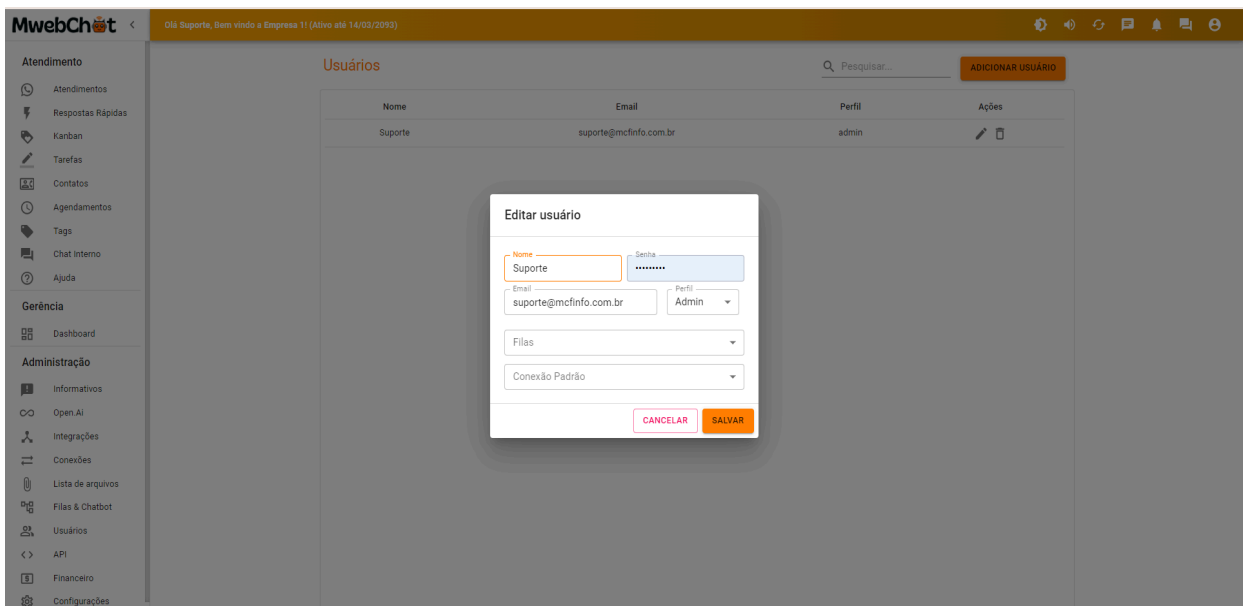 MwebChat
Olá Suporte, Bem vindo a Empresa 1! (Ativo até 14/03/2093)
Atendimento
Atendimentos
Respostas Rápidas
Kanban
Tarefas
Contatos
Agendamentos
Tags
Chat Interno
Ajuda
Gerência
Dashboard
Administração
Informativos
Open.Ai
Integrações
Conexões
Lista de arquivos
Filas & Chatbot
Usuários
API
Financeiro
Configurações
Usuários
Pesquisar...
ADICIONAR USUÁRIO
Nome Email Perfil Ações
Suporte suporte@mcfinfo.com.br admin
Editar usuário
Nome Senha
Suporte •••••••••
Email Perfil
suporte@mcfinfo.com.br Admin
Filas
Conexão Padrão
CANCELAR SALVAR